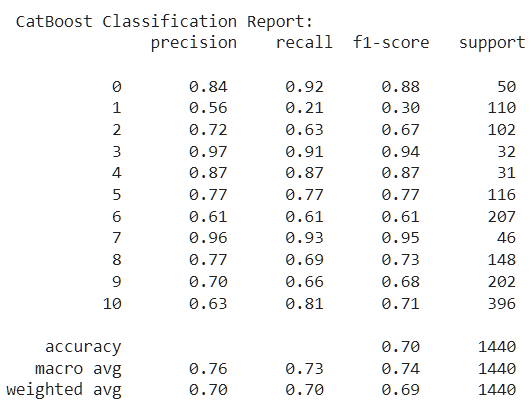 CatBoost Classification Report:
precision recall f1-score support
0 0.84 0.92 0.88 50
1 0.56 0.21 0.30 110
2 0.72 0.63 0.67 102
3 0.97 0.91 0.94 32
4 0.87 0.87 0.87 31
5 0.77 0.77 0.77 116
6 0.61 0.61 0.61 207
7 0.96 0.93 0.95 46
8 0.77 0.69 0.73 148
9 0.70 0.66 0.68 202
10 0.63 0.81 0.71 396
accuracy 0.70 1440
macro avg 0.76 0.73 0.74 1440
weighted avg 0.70 0.70 0.69 1440